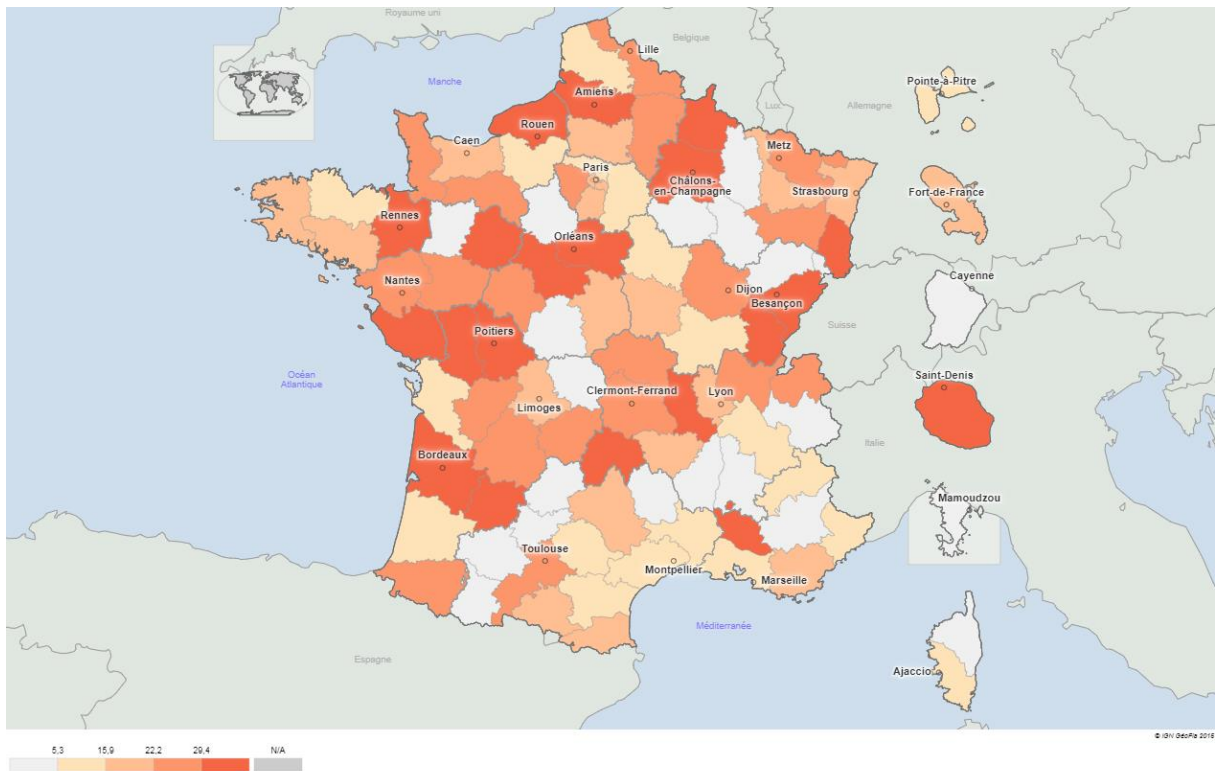 Royaume uni
Belgique
Lille
Manche
Pointe-à-Pitre
Amiens
Lux
Allemagne
Rouen
Caen
Metz
Paris
Châlons-
en-Champagne
Strasbourg
Fort-de-France
Rennes
Orléans
Cayenne
Nantes
Dijon
Besançon
Suisse
Poitiers
Océan
Atlantique
Saint-Denis
Clermont-Ferrand
Lyon
Limoges
Italie
Bordeaux
Mamoudzou
Toulouse
Montpellier
Marseille
Méditerranée
Espagne
Ajaccio
© IGN GéoFla 2016
5,3 15,9 22,2 29,4 N/A